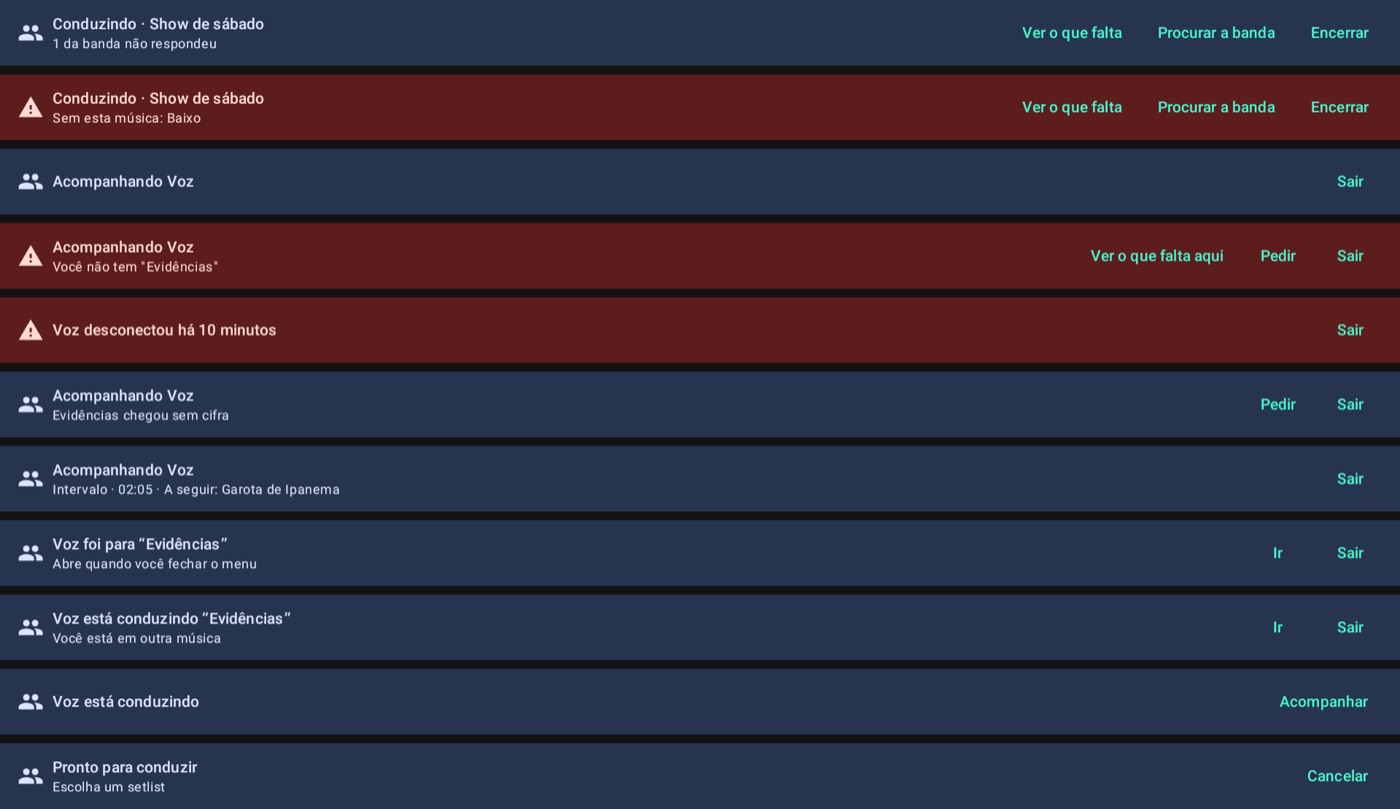 Conduzindo · Show de sábado
1 da banda não respondeu
Ver o que falta
Procurar a banda
Encerrar
Conduzindo · Show de sábado
Sem esta música: Baixo
Ver o que falta
Procurar a banda
Encerrar
Acompanhando Voz
Sair
Acompanhando Voz
Você não tem "Evidências"
Ver o que falta aqui
Pedir
Sair
Voz desconectou há 10 minutos
Sair
Acompanhando Voz
Evidências chegou sem cifra
Pedir
Sair
Acompanhando Voz
Intervalo · 02:05 · A seguir: Garota de Ipanema
Sair
Voz foi para “Evidências”
Abre quando você fechar o menu
Ir
Sair
Voz está conduzindo “Evidências”
Você está em outra música
Ir
Sair
Voz está conduzindo
Acompanhar
Pronto para conduzir
Escolha um setlist
Cancelar